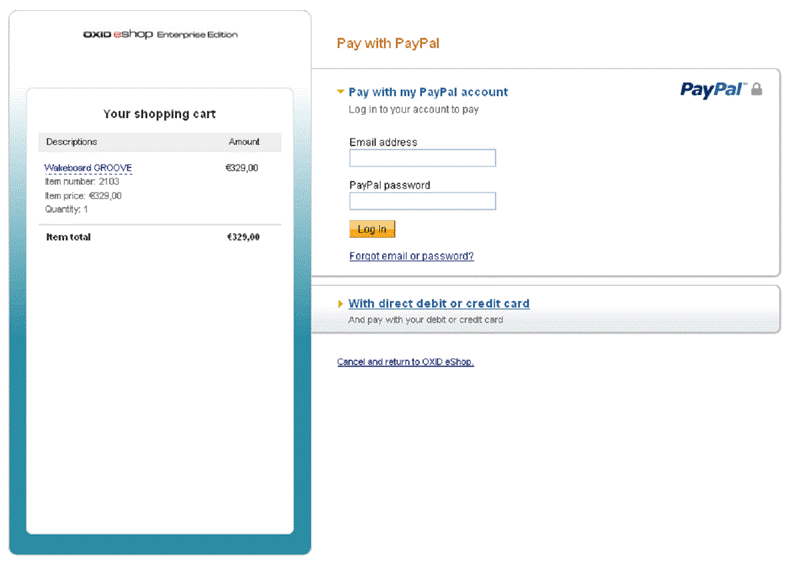 OXID eshop Enterprise Edition
Your shopping cart
Descriptions Amount
Wakeboard GROOVE €329,00
Item number: 2103
Item price: €329,00
Quantity: 1
Item total €329,00
Pay with PayPal
Pay with my PayPal account
PayPal
Log in to your account to pay
Email address
PayPal password
Log In
Forgot email or password?
With direct debit or credit card
And pay with your debit or credit card
Cancel and return to OXID eShop.